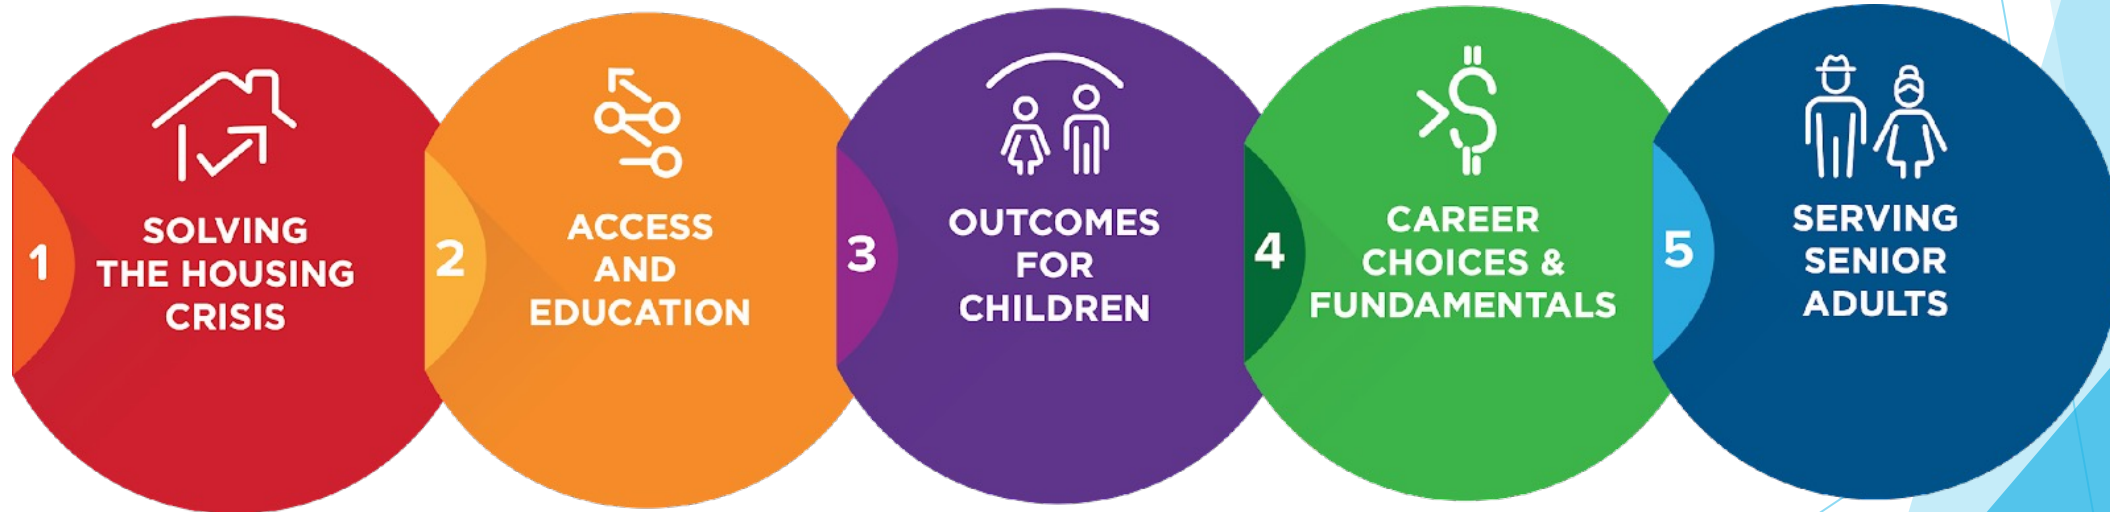 1
SOLVING
THE HOUSING
CRISIS
2
ACCESS
AND
EDUCATION
3
OUTCOMES
FOR
CHILDREN
4
CAREER
CHOICES &
FUNDAMENTALS
5
SERVING
SENIOR
ADULTS